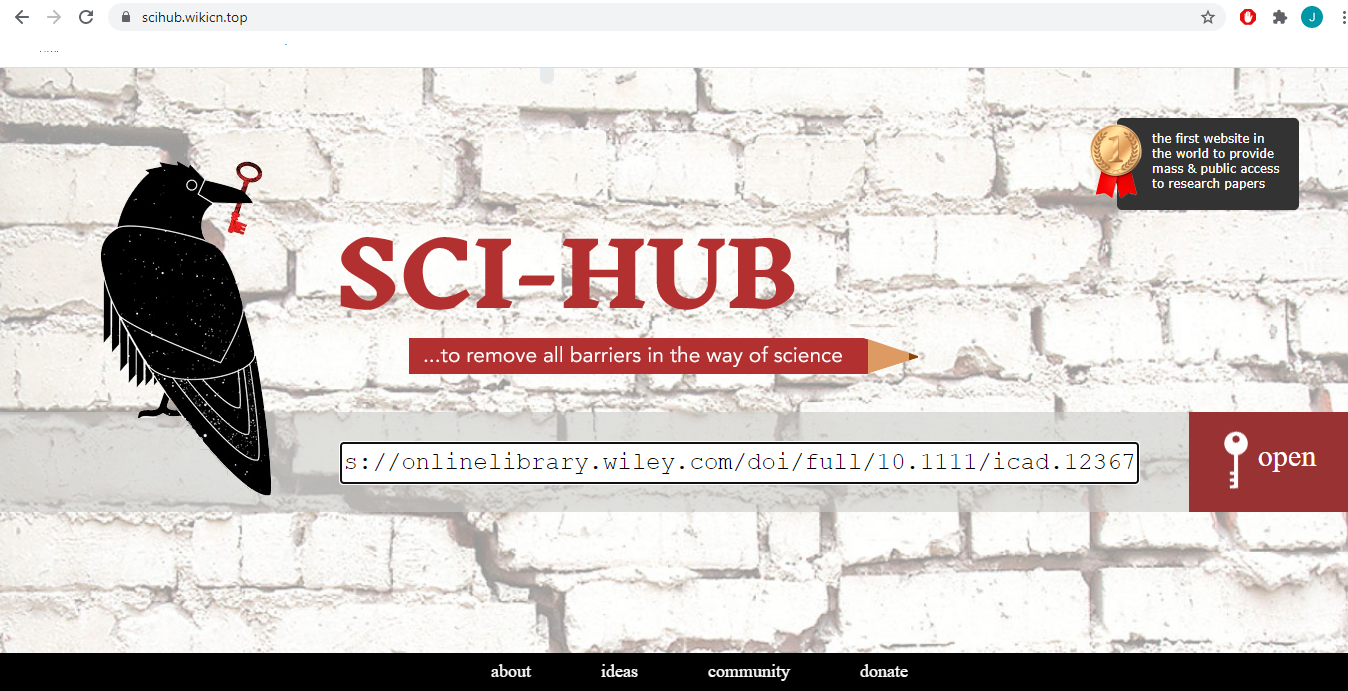 scihub.wikicn.top
J
1
the first website in
the world to provide
mass & public access
to research papers
SCI-HUB
...to remove all barriers in the way of science
s://onlinelibrary.wiley.com/doi/full/10.1111/icad.12367
open
about ideas community donate